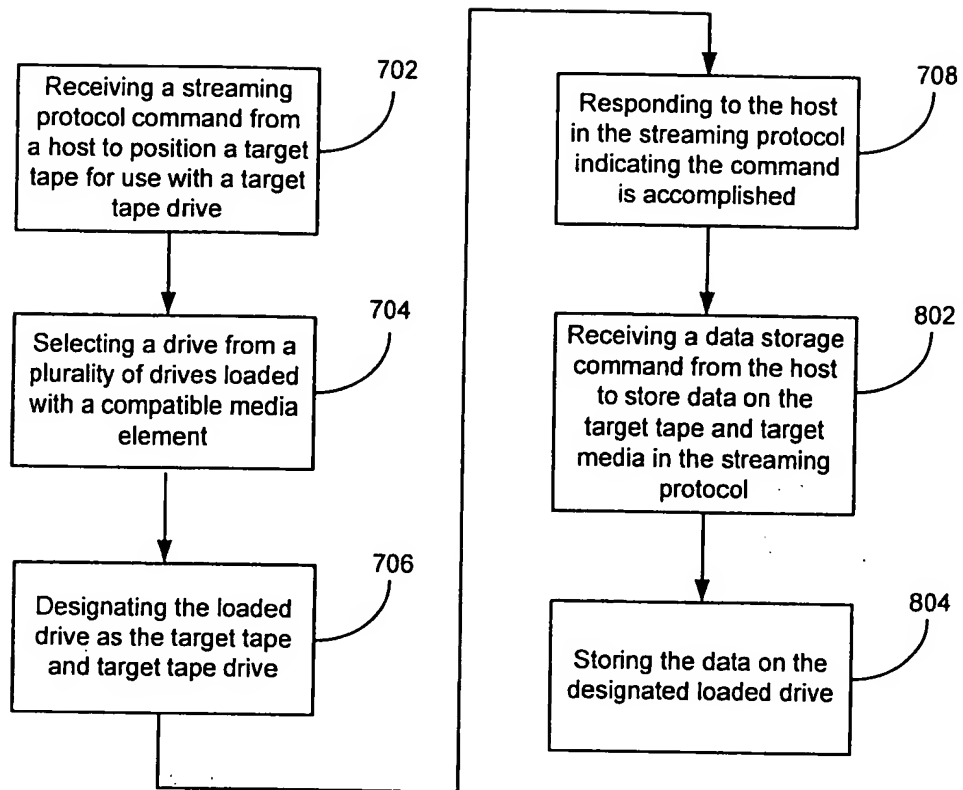 702
Receiving a streaming
protocol command from
a host to position a target
tape for use with a target
tape drive
704
Selecting a drive from a
plurality of drives loaded
with a compatible media
element
706
Designating the loaded
drive as the target tape
and target tape drive
708
Responding to the host
in the streaming protocol
indicating the command
is accomplished
802
Receiving a data storage
command from the host
to store data on the
target tape and target
media in the streaming
protocol
804
Storing the data on the
designated loaded drive